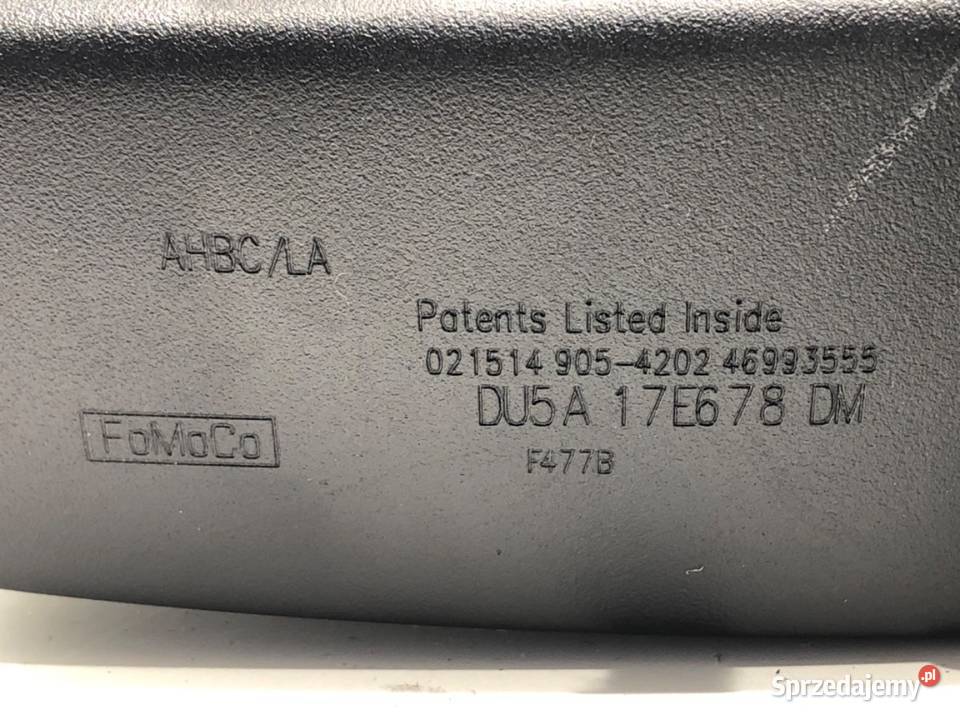 AHBC/LA
Patents Listed Inside
021514 905-4202 46993555
DU5A 17E678 DM
FoMoCo
F477B
Sprzedajemy.pl